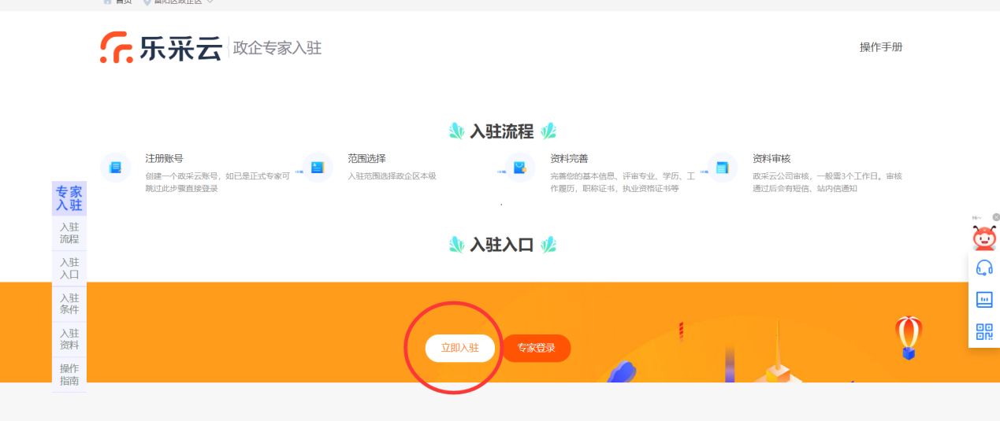 首页 富阳区政企区
乐采云 政企专家入驻
操作手册
入驻流程
注册账号
创建一个政采云账号，如已是正式专家可
跳过此步骤直接登录
范围选择
入驻范围选择政企区本级
资料完善
完善您的基本信息、评审专业、学历、工
作履历，职称证书，执业资格证书等
资料审核
政采云公司审核，一般需3个工作日。审核
通过后会有短信、站内信通知
专家
入驻
入驻
流程
入驻
入口
入驻
条件
入驻
资料
操作
指南
入驻入口
立即入驻
专家登录